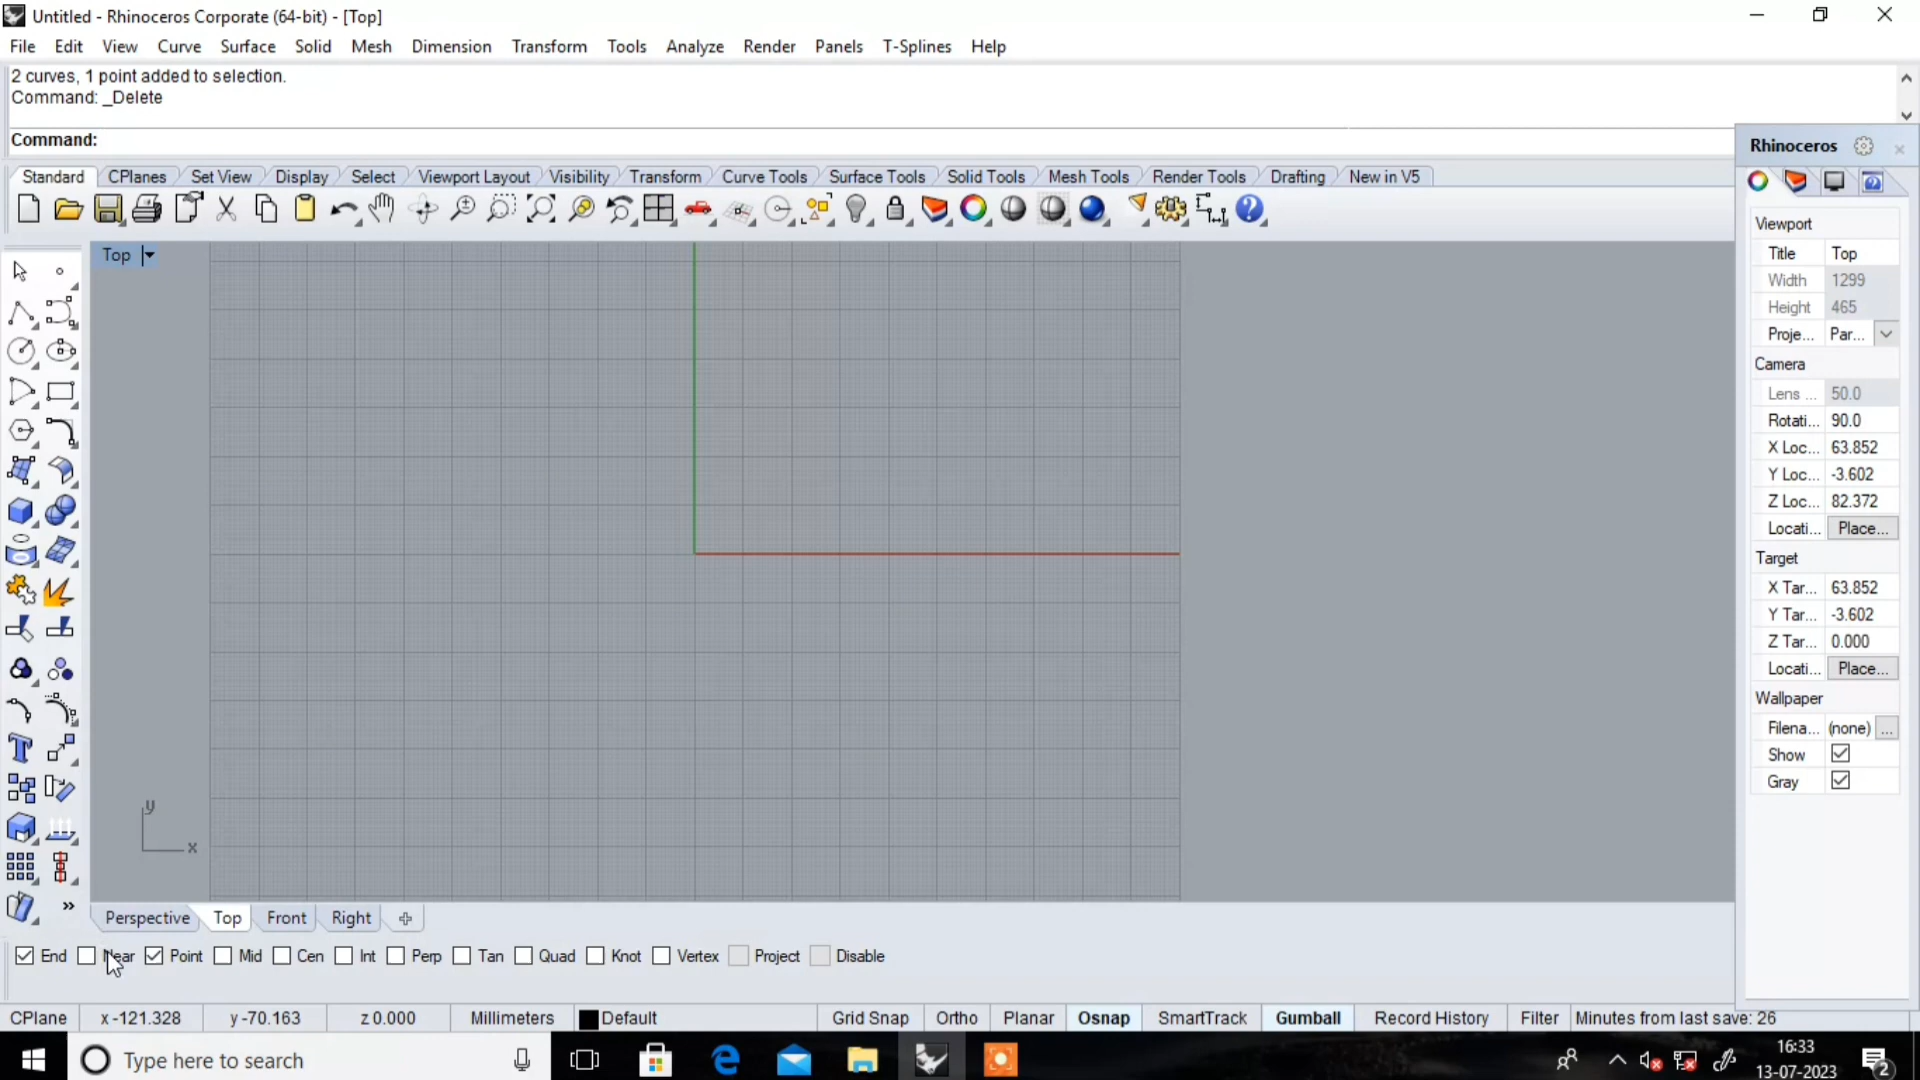 Untitled - Rhinoceros Corporate (64-bit) - [Top]
File Edit View Curve Surface Solid Mesh Dimension Transform Tools Analyze Render Panels T-Splines Help
2 curves, 1 point added to selection.
Command: _Delete
Command:
Rhinoceros
Standard CPlanes Set View Display Select Viewport Layout Visibility Transform Curve Tools Surface Tools Solid Tools Mesh Tools Render Tools Drafting New in V5
Viewport
Title Top
Width 1299
Height 465
Proje... Par...
Camera
Lens ... 50.0
Rotati... 90.0
X Loc... 63.852
Y Loc... -3.602
Z Loc... 82.372
Locati... Place...
Target
X Tar... 63.852
Y Tar... -3.602
Z Tar... 0.000
Locati... Place...
Wallpaper
Filena... (none) ...
Show
Gray
Top
y
x
Perspective Top Front Right
End Near Point Mid Cen Int Perp Tan Quad Knot Vertex Project Disable
CPlane x -121.328 y -70.163 z 0.000 Millimeters Default Grid Snap Ortho Planar Osnap SmartTrack Gumball Record History Filter Minutes from last save: 26
Type here to search
16:33
13-07-2023
2